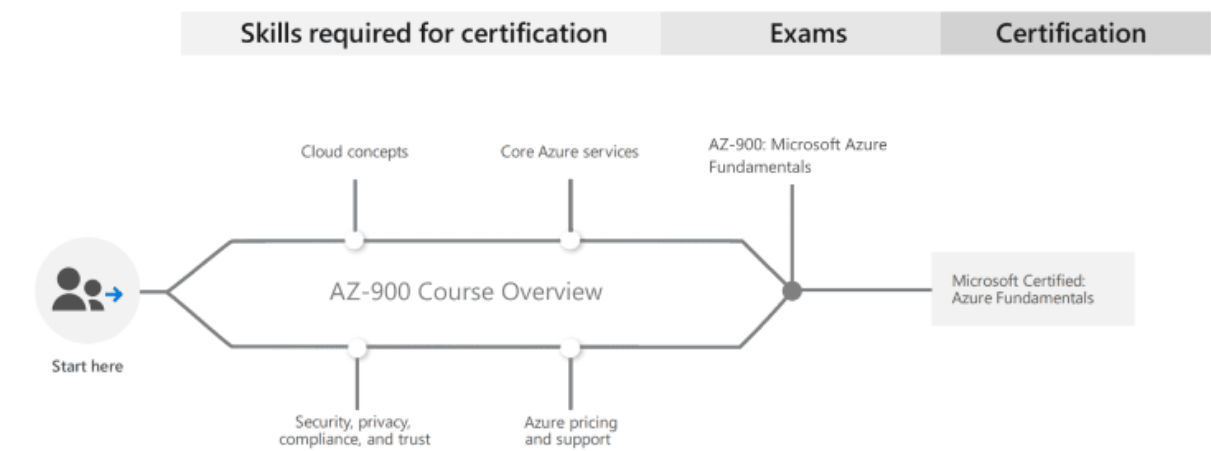 Skills required for certification
Exams
Certification
Cloud concepts
Core Azure services
AZ-900: Microsoft Azure
Fundamentals
AZ-900 Course Overview
Microsoft Certified:
Azure Fundamentals
Start here
Security, privacy,
compliance, and trust
Azure pricing
and support